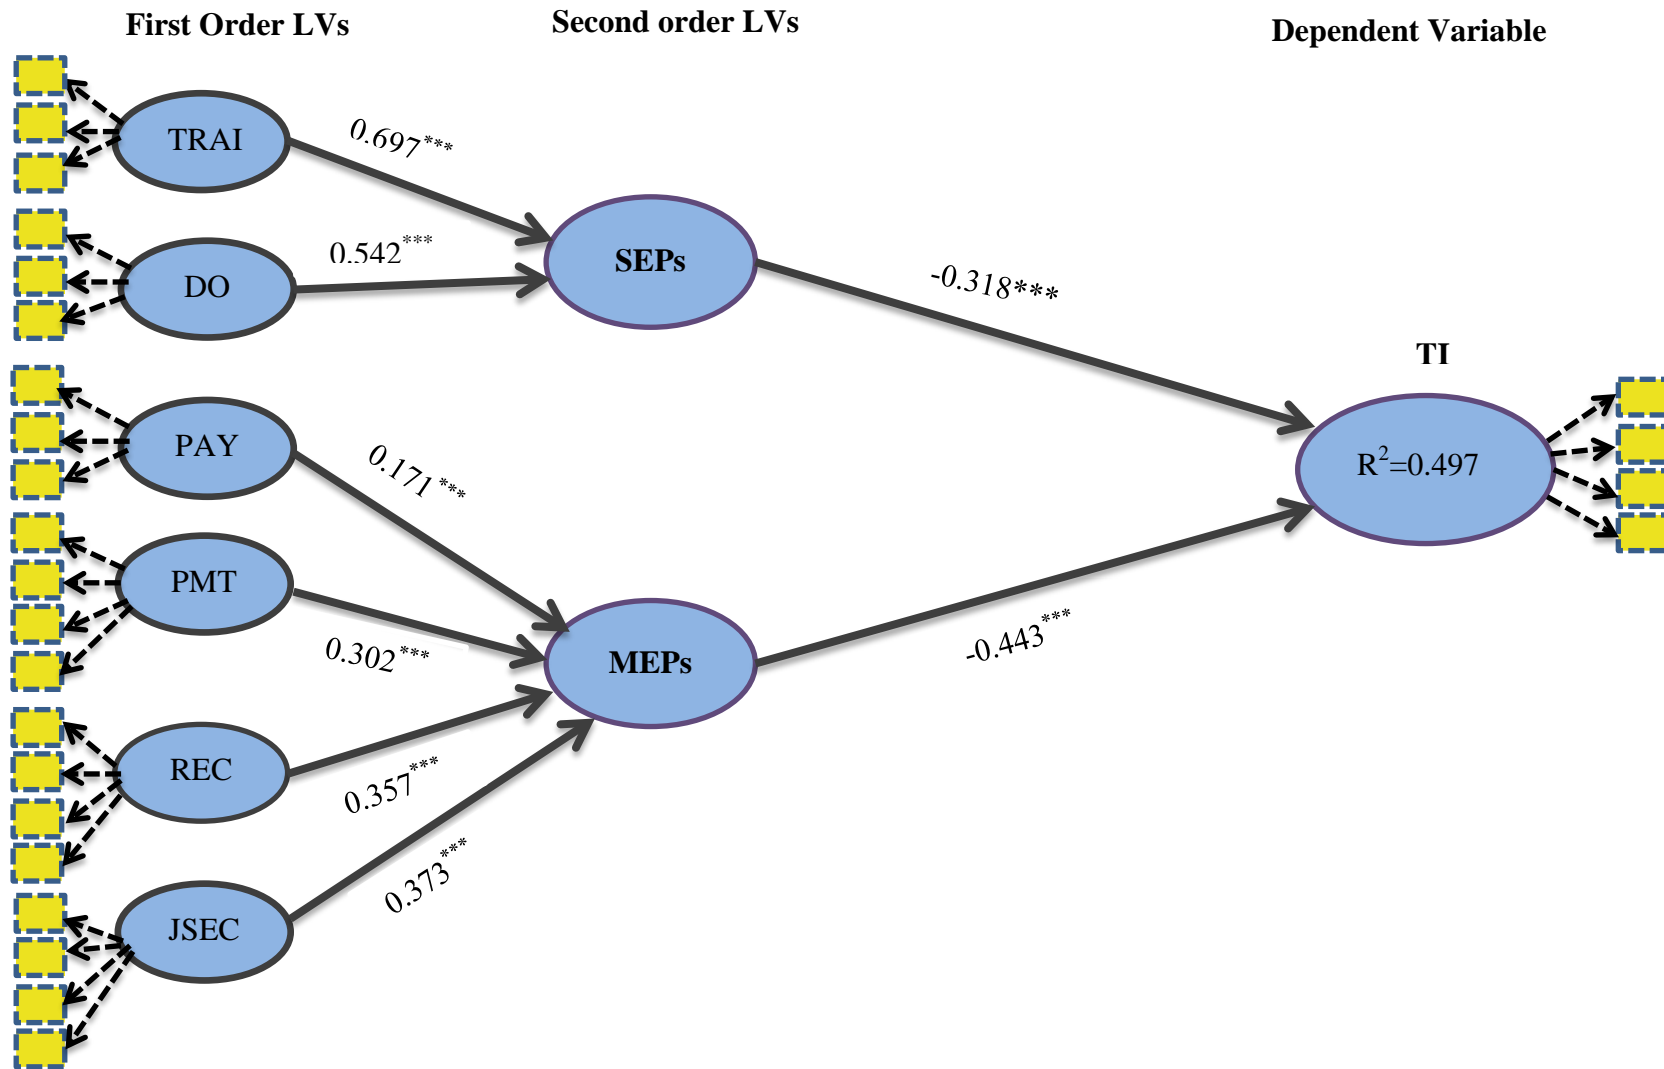 First Order LVs
Second order LVs
Dependent Variable
TRAI
0.697***
DO
0.542***
SEPs
-0.318***
TI
R²=0.497
PAY
0.171***
PMT
0.302***
MEPs
-0.443***
REC
0.357***
JSEC
0.373***